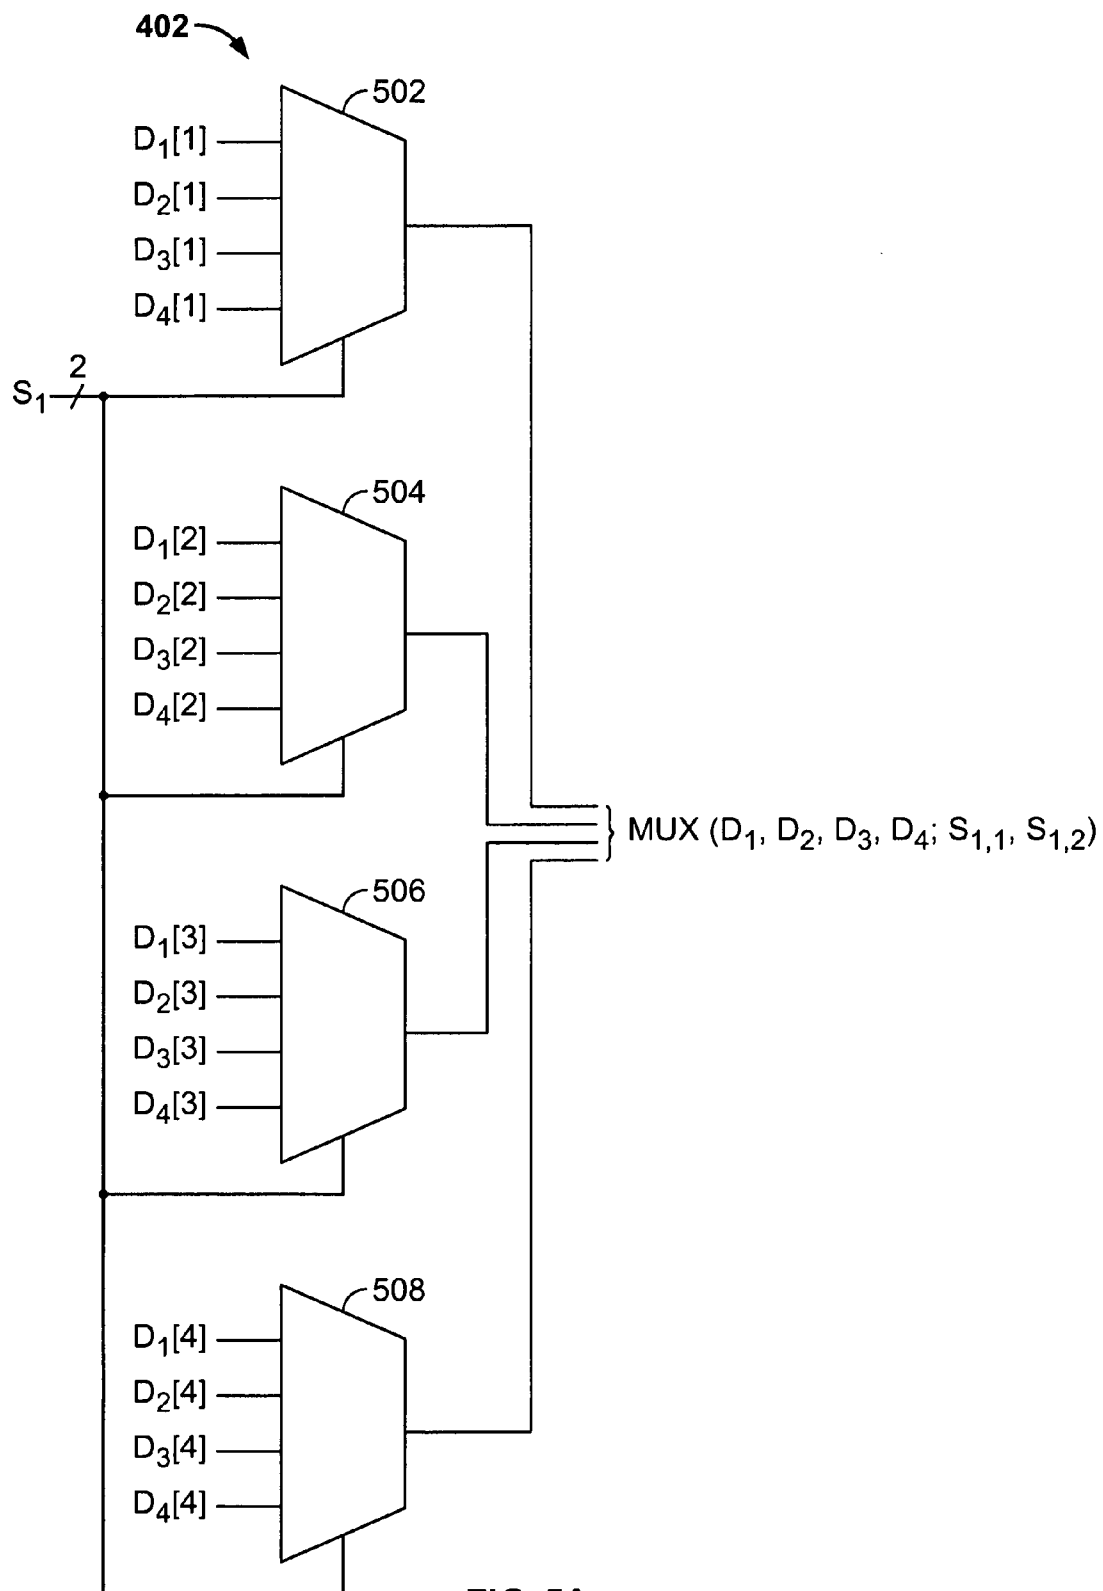 402
502
D1[1]
D2[1]
D3[1]
D4[1]
2
S1
504
D1[2]
D2[2]
D3[2]
D4[2]
MUX (D1, D2, D3, D4; S1,1, S1,2)
506
D1[3]
D2[3]
D3[3]
D4[3]
508
D1[4]
D2[4]
D3[4]
D4[4]